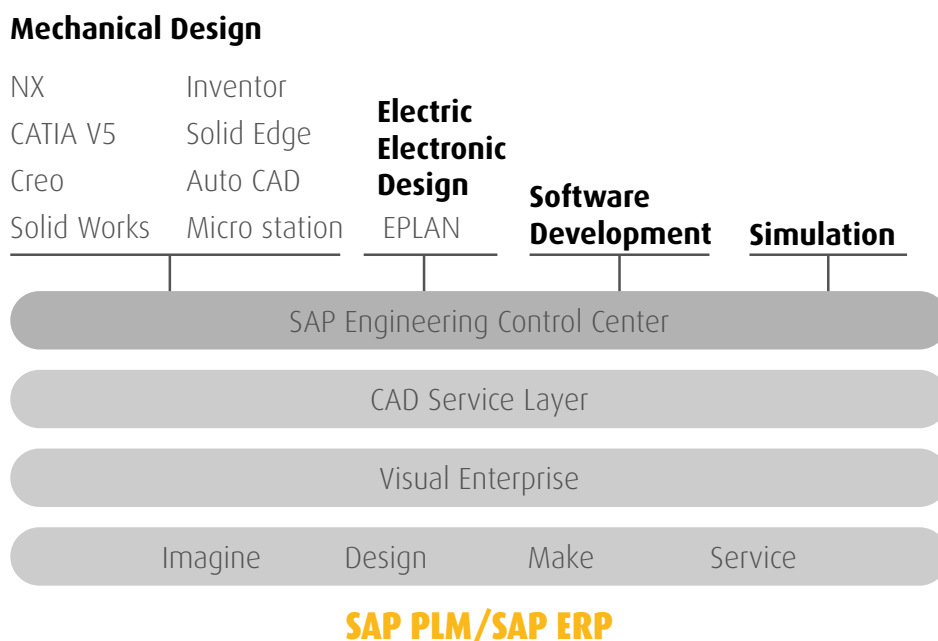 Mechanical Design
NX
CATIA V5
Creo
Solid Works
Inventor
Solid Edge
Auto CAD
Micro station
Electric
Electronic
Design
EPLAN
Software
Development
Simulation
SAP Engineering Control Center
CAD Service Layer
Visual Enterprise
Imagine Design Make Service
SAP PLM/SAP ERP